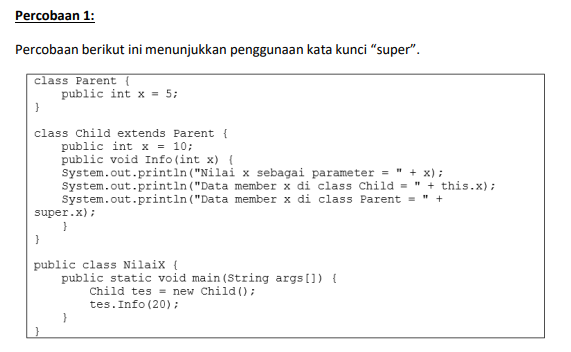 Percobaan 1:
Percobaan berikut ini menunjukkan penggunaan kata kunci “super”.
class Parent {
    public int x = 5;
}
class Child extends Parent {
    public int x = 10;
    public void Info(int x) {
    System.out.println("Nilai x sebagai parameter = " + x);
    System.out.println("Data member x di class Child = " + this.x);
    System.out.println("Data member x di class Parent = " +
super.x);
    }
}
public class NilaiX {
    public static void main(String args[]) {
        Child tes = new Child();
        tes.Info(20);
    }
}